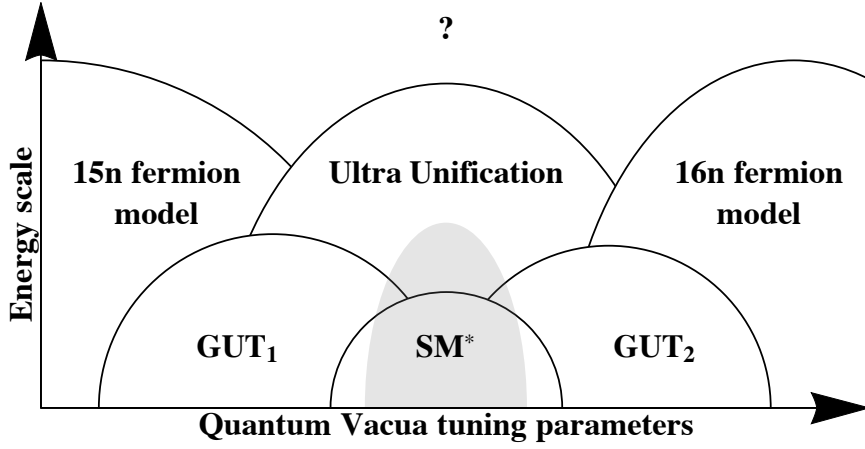 ?
Energy scale
15n fermion
model
Ultra Unification
16n fermion
model
GUT₁
SM*
GUT₂
Quantum Vacua tuning parameters